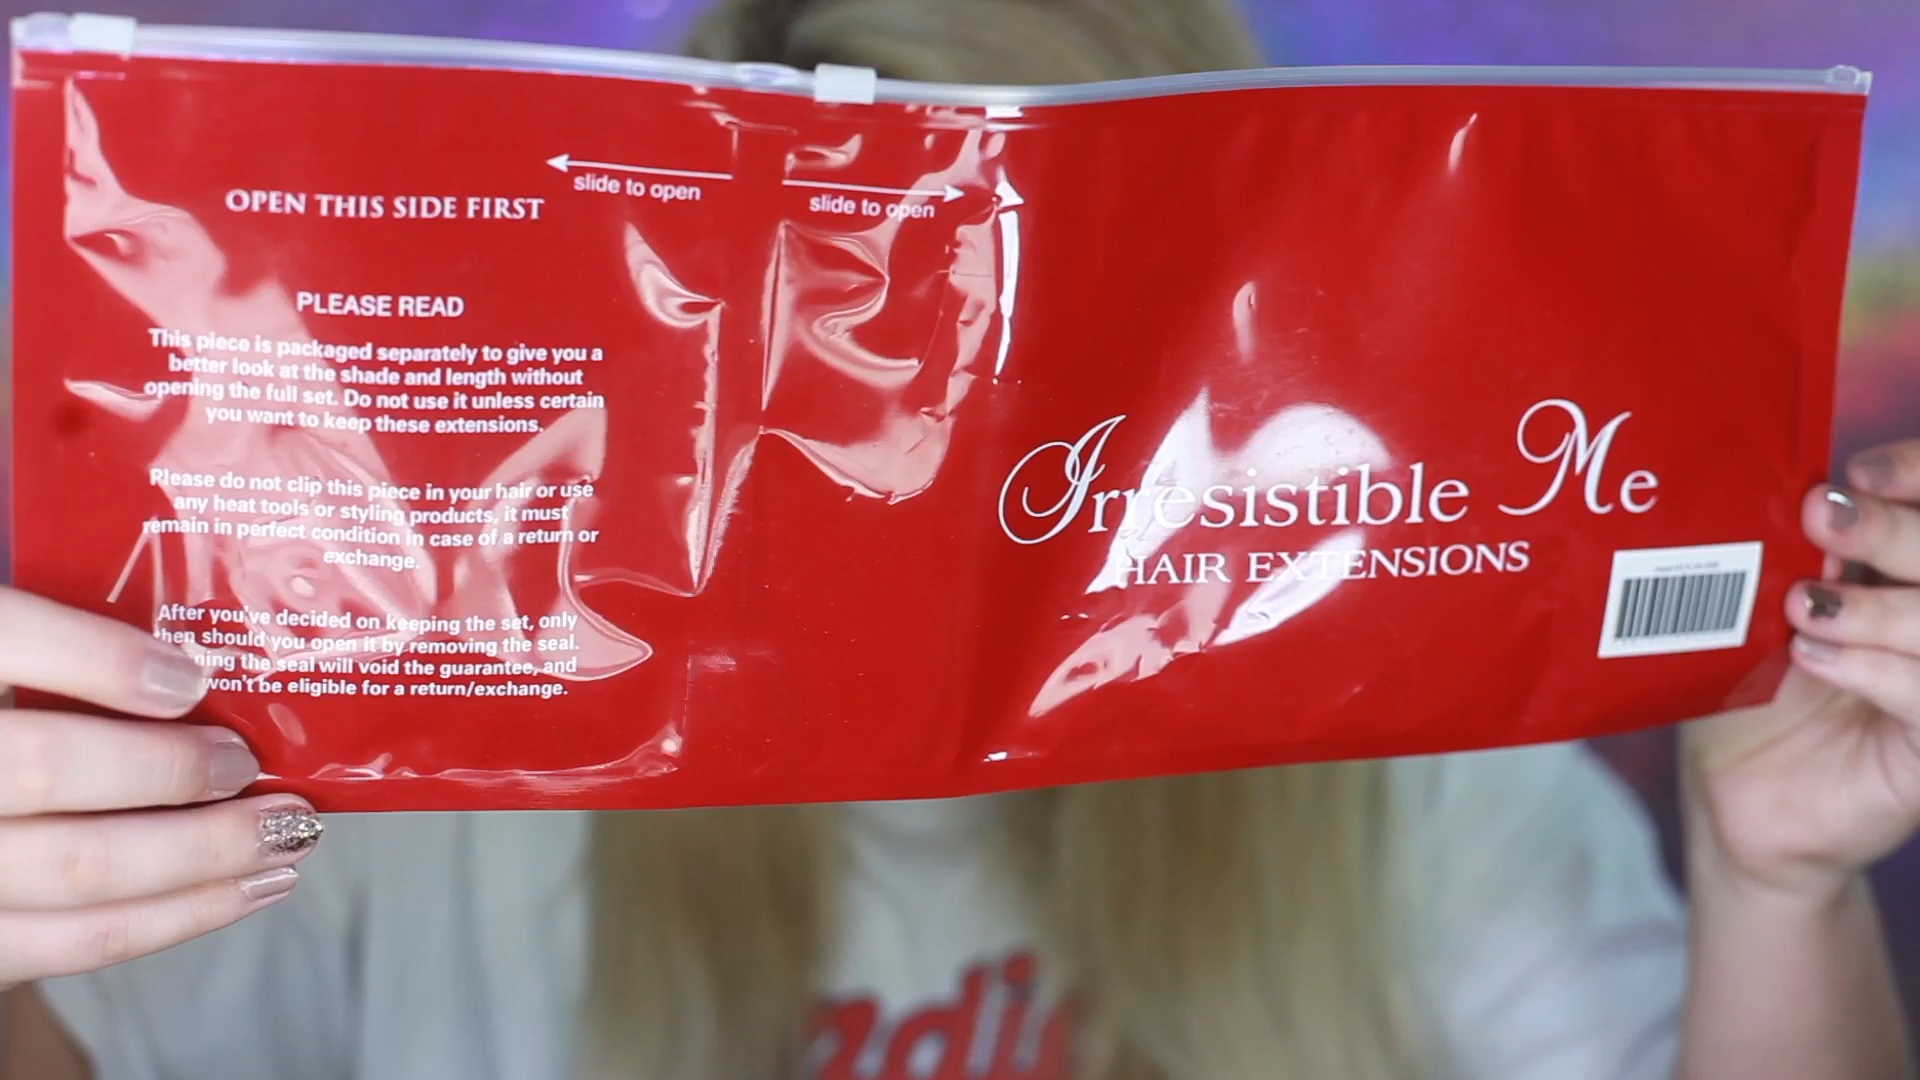 OPEN THIS SIDE FIRST
slide to open
slide to open
PLEASE READ
This piece is packaged separately to give you a
better look at the shade and length without
opening the full set. Do not use it unless certain
you want to keep these extensions.
Please do not clip this piece in your hair or use
any heat tools or styling products, it must
remain in perfect condition in case of a return or
exchange.
After you've decided on keeping the set, only
then should you open it by removing the seal.
the seal will void the guarantee, and
won't be eligible for a return/exchange.
Irresistible Me
HAIR EXTENSIONS